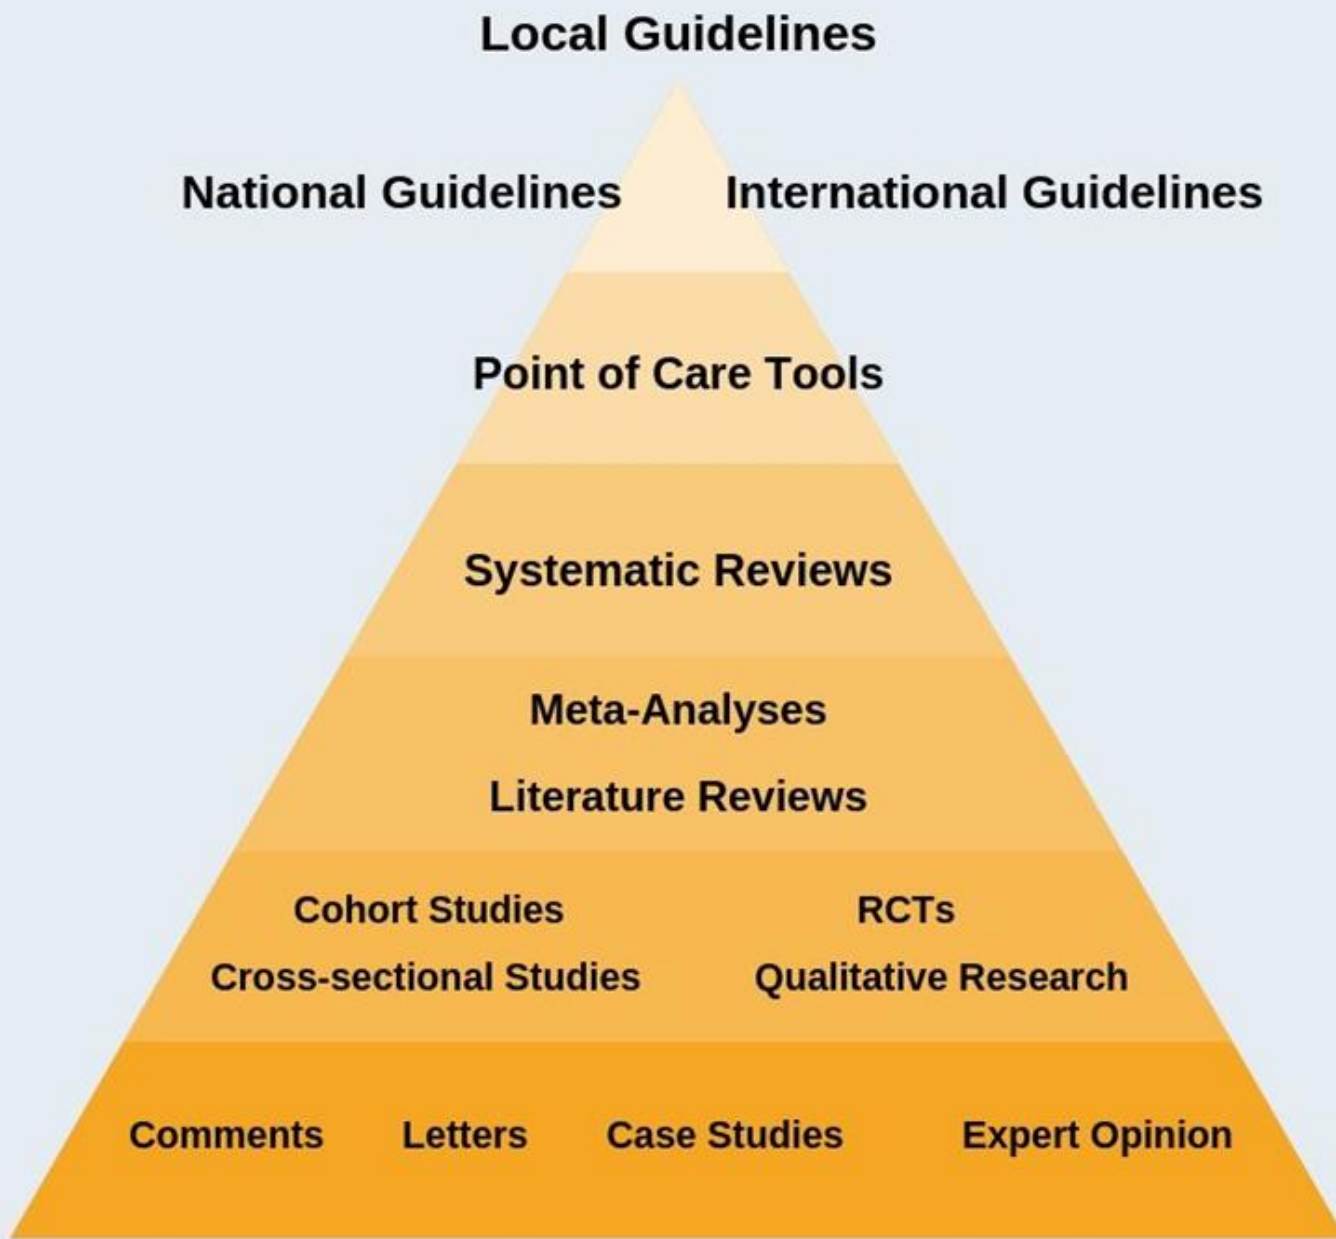 Local Guidelines
National Guidelines International Guidelines
Point of Care Tools
Systematic Reviews
Meta-Analyses
Literature Reviews
Cohort Studies RCTs
Cross-sectional Studies Qualitative Research
Comments Letters Case Studies Expert Opinion